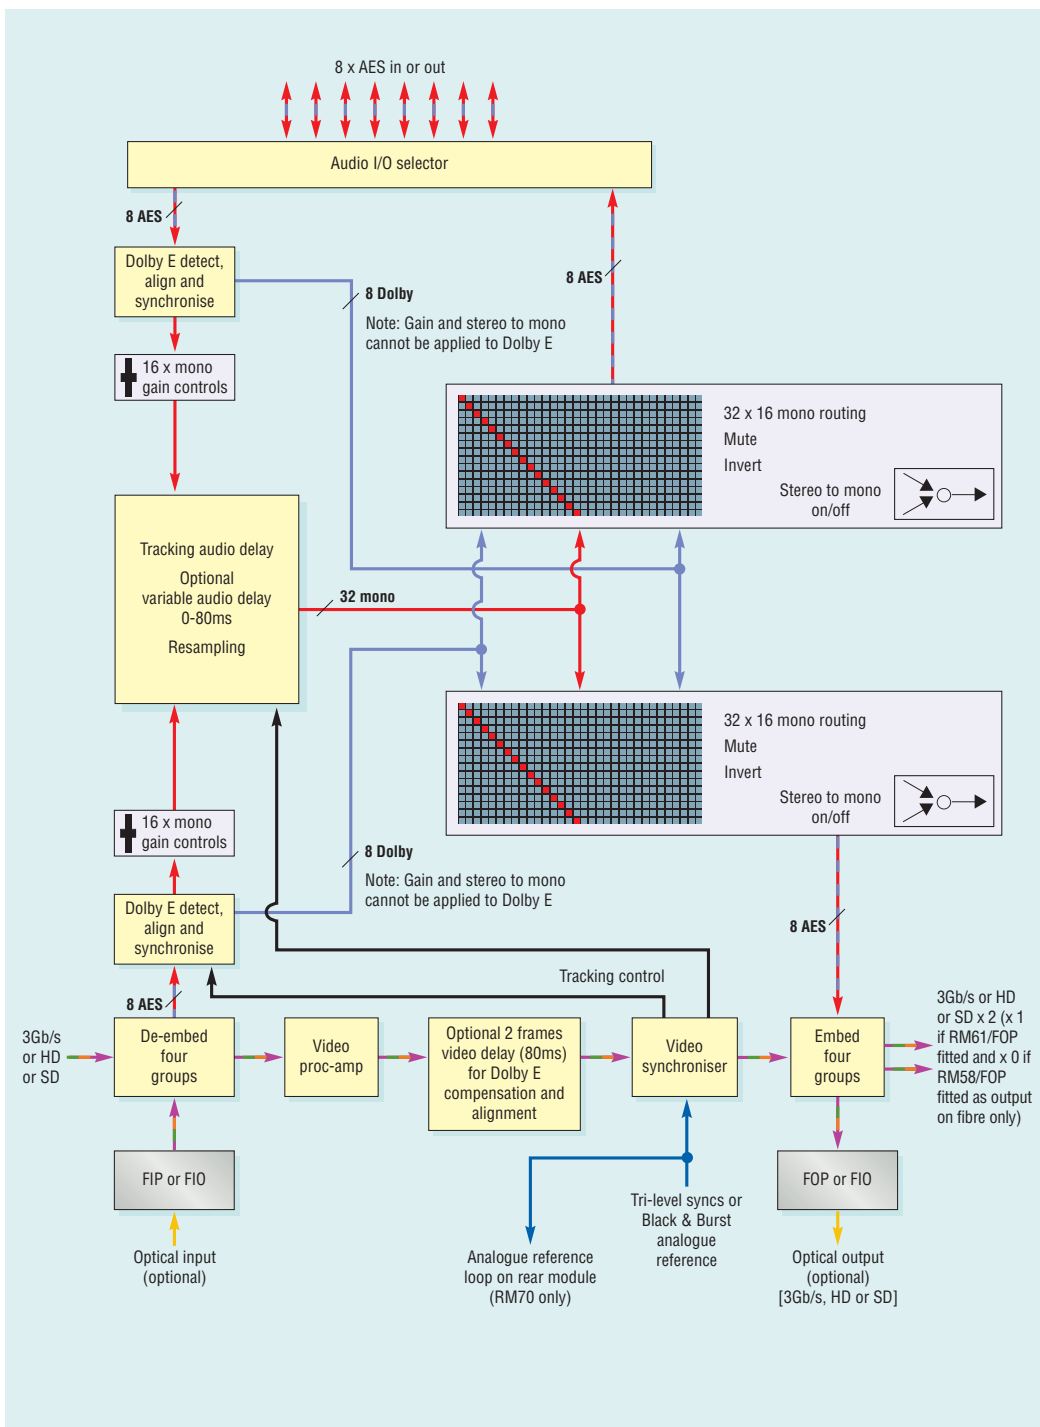 8 x AES in or out
Audio I/O selector
8 AES
Dolby E detect,
align and
synchronise
8 AES
8 Dolby
Note: Gain and stereo to mono
cannot be applied to Dolby E
16 x mono
gain controls
32 x 16 mono routing
Mute
Invert
Stereo to mono
on/off
Tracking audio delay
Optional
variable audio delay
0-80ms
Resampling
32 mono
32 x 16 mono routing
Mute
Invert
Stereo to mono
on/off
16 x mono
gain controls
8 Dolby
Note: Gain and stereo to mono
cannot be applied to Dolby E
Dolby E detect,
align and
synchronise
8 AES
Tracking control
8 AES
3Gb/s
or HD
or SD
De-embed
four
groups
Video
proc-amp
Optional 2 frames
video delay (80ms)
for Dolby E
compensation and
alignment
Video
synchroniser
Embed
four
groups
3Gb/s or HD
or SD x 2 (x 1
if RM61/FOP
fitted and x 0 if
RM58/FOP
fitted as output
on fibre only)
FIP or FIO
FOP or FIO
Optical input
(optional)
Analogue reference
loop on rear module
(RM70 only)
Tri-level syncs or
Black & Burst
analogue
reference
Optical output
(optional)
[3Gb/s, HD or SD]